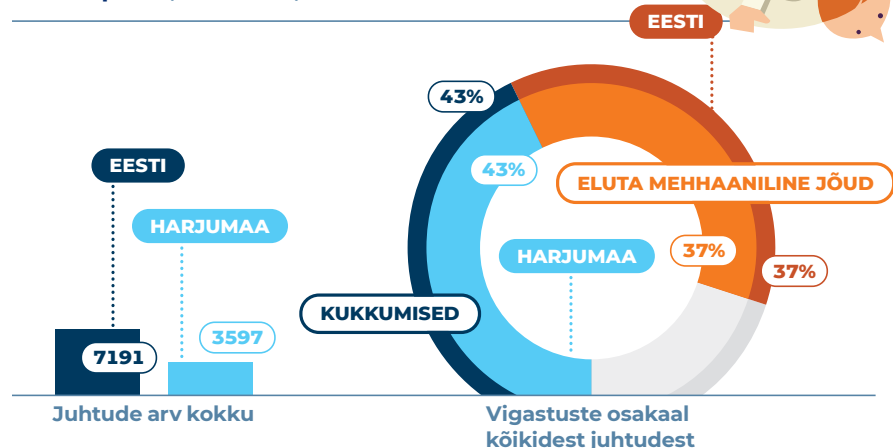 EESTI
43%
EESTI
43%
ELUTA MEHHAANILINE JÕUD
HARJUMAA
HARJUMAA
37%
37%
KUKKUMISED
3597
7191
Juhtude arv kokku
Vigastuste osakaal
kõikidest juhtudest